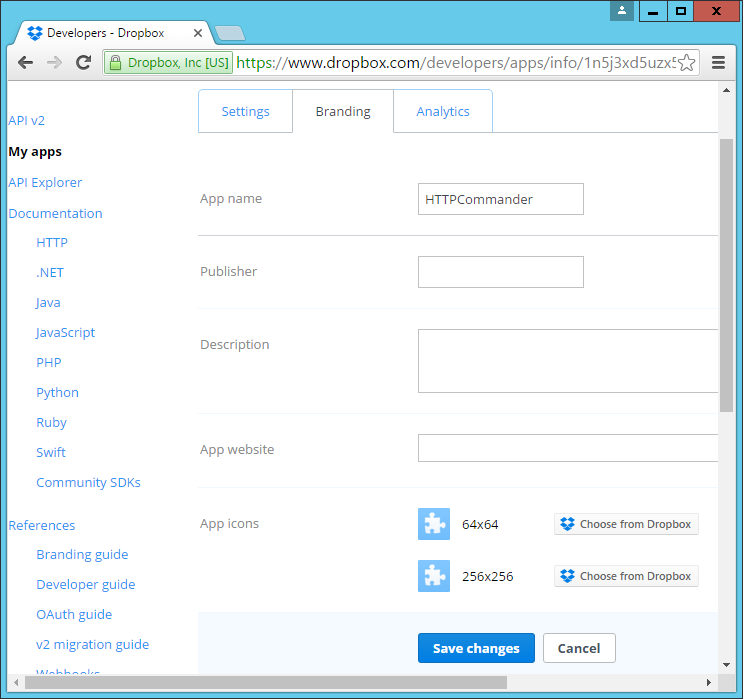 Developers - Dropbox
Dropbox, Inc [US] https://www.dropbox.com/developers/apps/info/1n5j3xd5uzx5
API v2
My apps
API Explorer
Documentation
HTTP
.NET
Java
JavaScript
PHP
Python
Ruby
Swift
Community SDKs
References
Branding guide
Developer guide
OAuth guide
v2 migration guide
Webhooks
Settings Branding Analytics
App name HTTPCommander
Publisher
Description
App website
App icons 64x64 Choose from Dropbox
256x256 Choose from Dropbox
Save changes Cancel